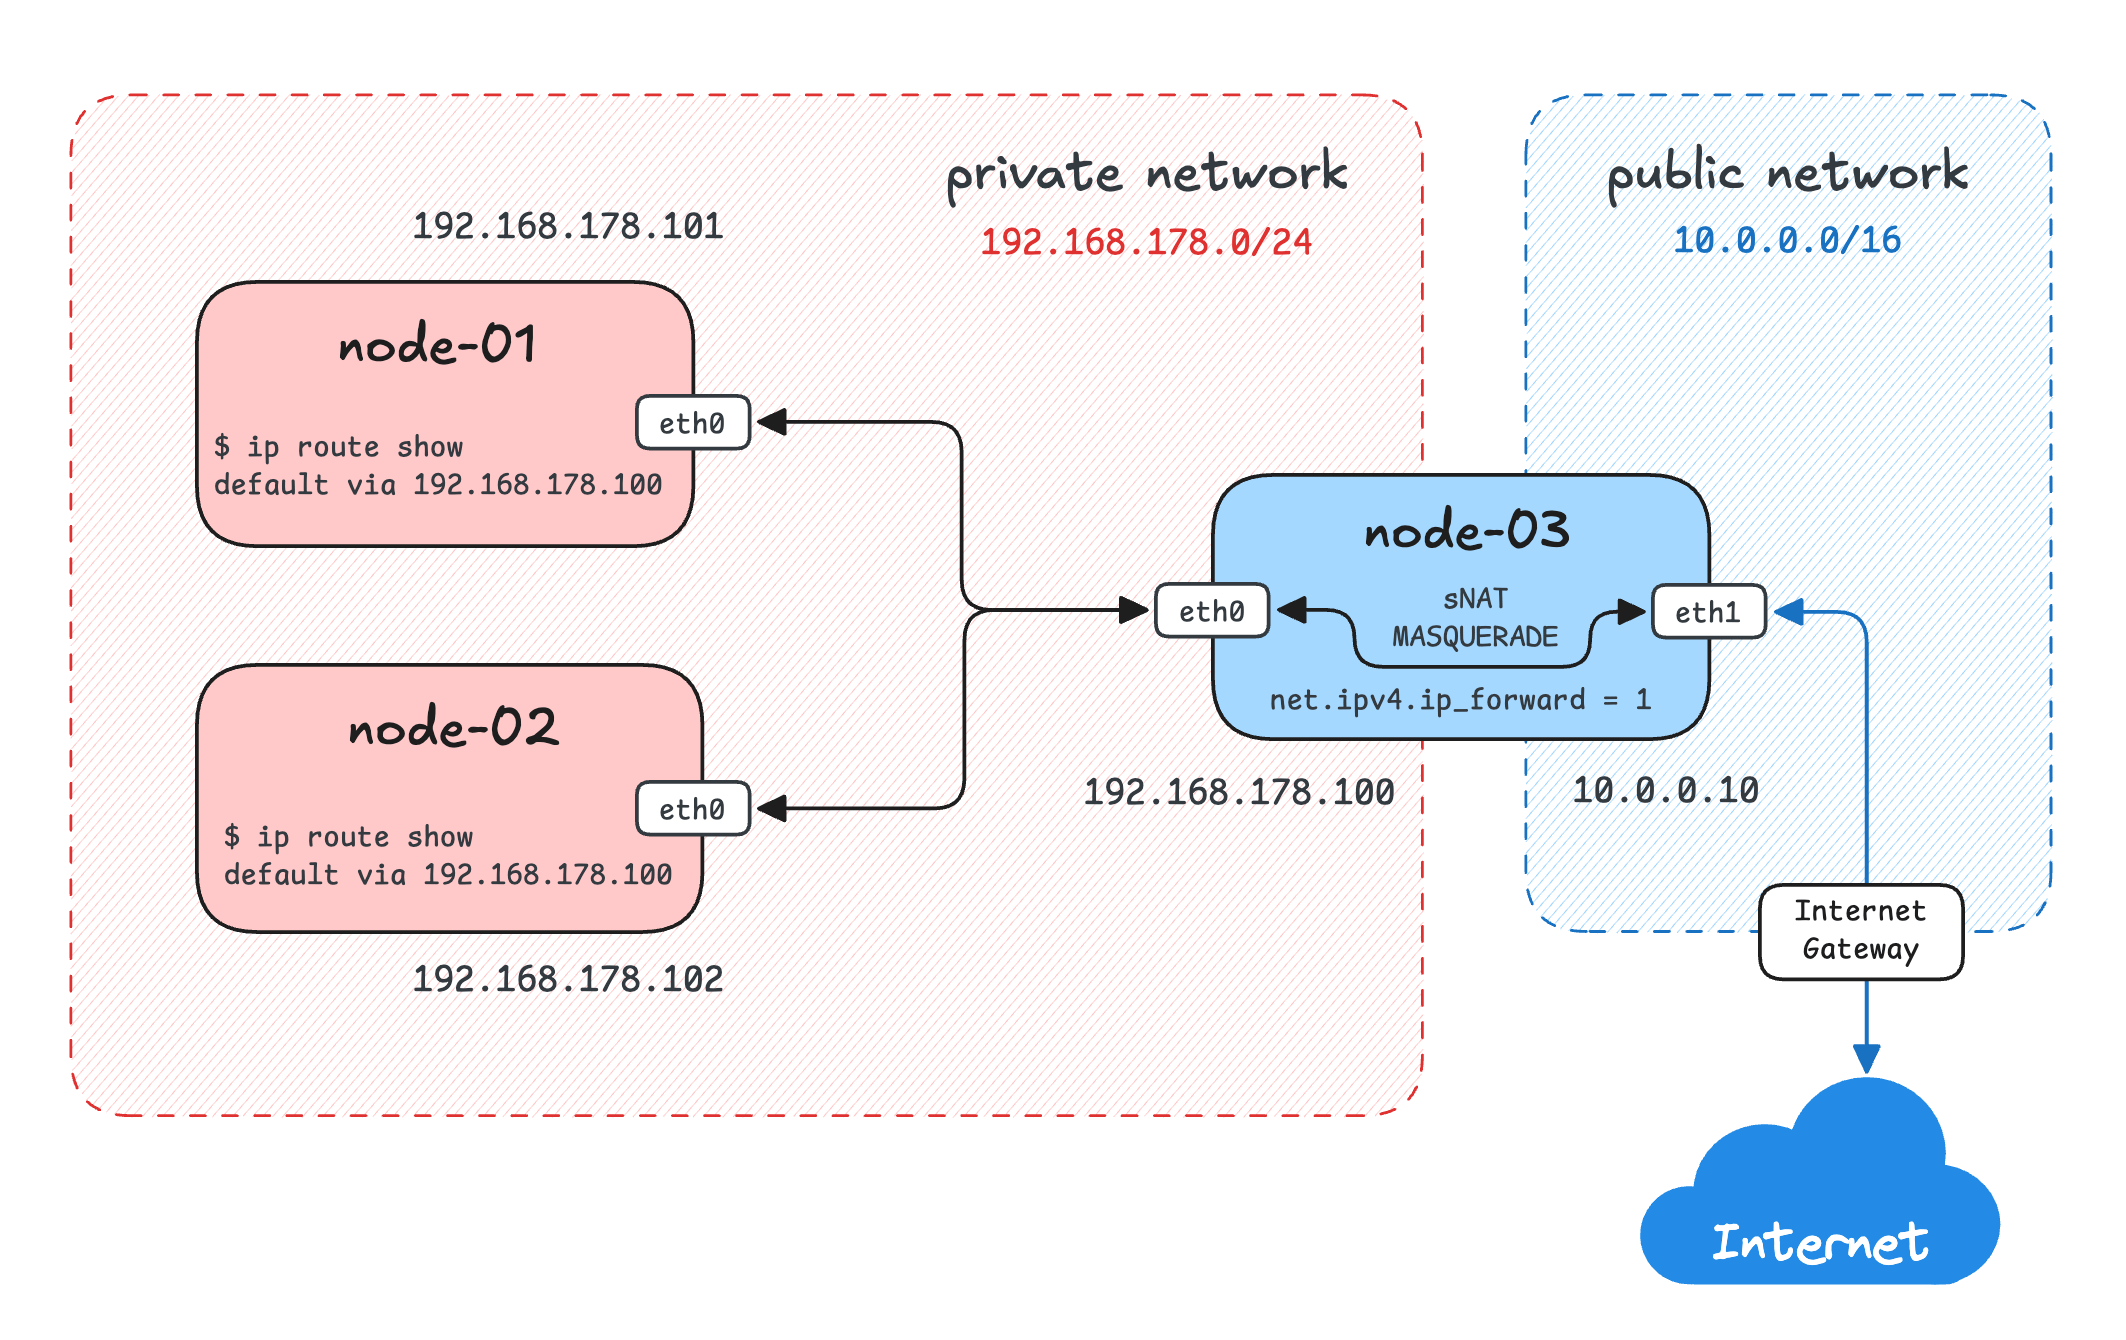 private network
192.168.178.0/24
public network
10.0.0.0/16
192.168.178.101
node-01
eth0
$ ip route show
default via 192.168.178.100
node-02
eth0
$ ip route show
default via 192.168.178.100
192.168.178.102
node-03
eth0
sNAT
MASQUERADE
eth1
net.ipv4.ip_forward = 1
192.168.178.100
10.0.0.10
Internet
Gateway
Internet